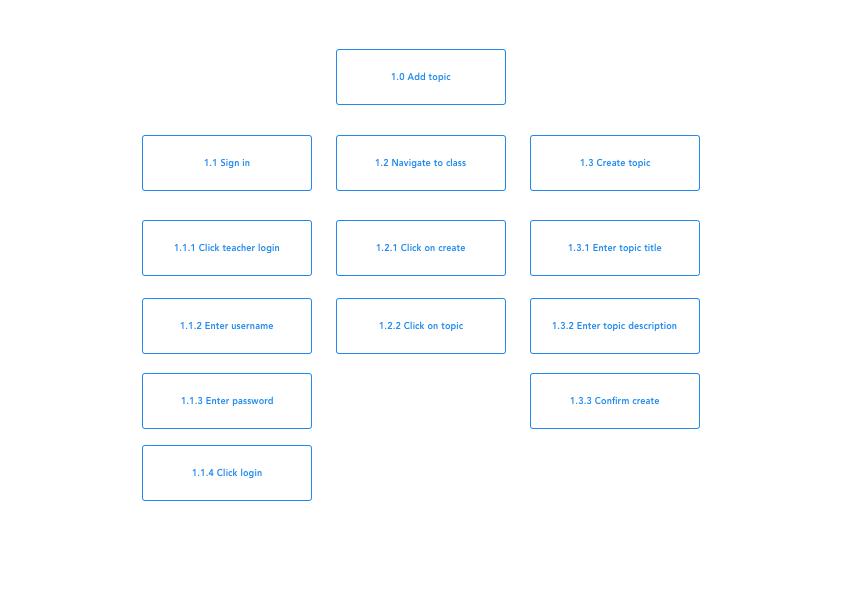 1.0 Add topic
1.1 Sign in
1.2 Navigate to class
1.3 Create topic
1.1.1 Click teacher login
1.2.1 Click on create
1.3.1 Enter topic title
1.1.2 Enter username
1.2.2 Click on topic
1.3.2 Enter topic description
1.1.3 Enter password
1.3.3 Confirm create
1.1.4 Click login